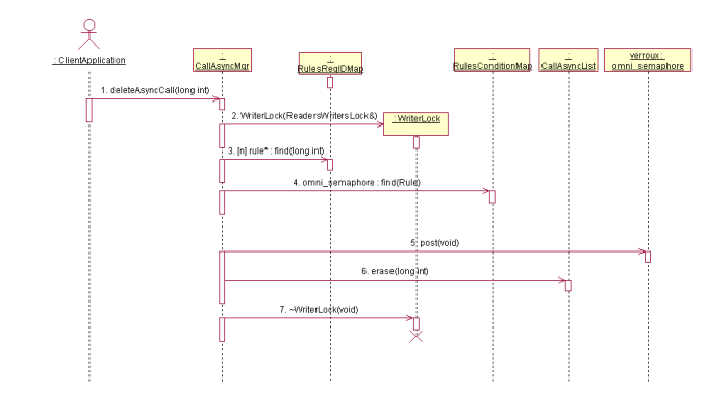 : ClientApplication
:
CallAsyncMgr
:
RulesReqIDMap
:
RulesConditionMap
:
CallAsyncList
verroux :
omni_semaphore
1. deleteAsyncCall(long int)
2. WriterLock(ReadersWritersLock&)
: WriterLock
3. [n] rule* : find(long int)
4. omni_semaphore : find(Rule)
5. post(void)
6. erase(long int)
7. ~WriterLock(void)